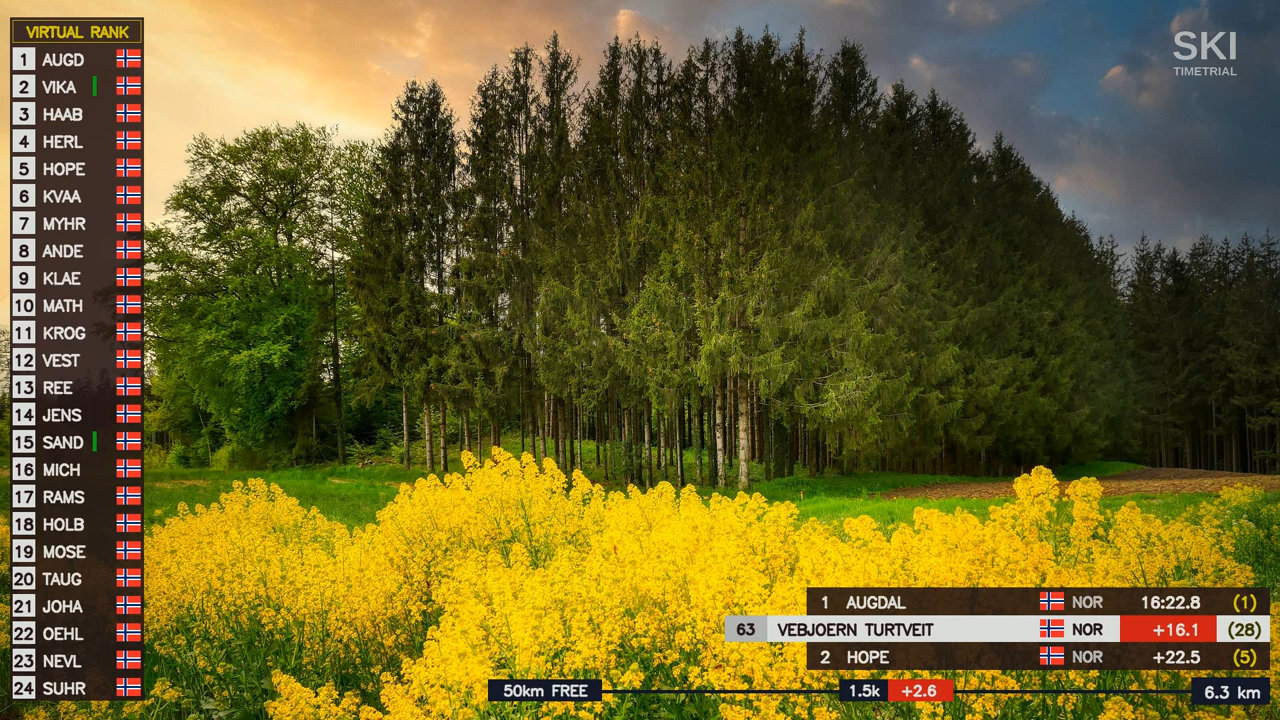 VIRTUAL RANK
1 AUGD
2 VIKA
3 HAAB
4 HERL
5 HOPE
6 KVAA
7 MYHR
8 ANDE
9 KLAE
10 MATH
11 KROG
12 VEST
13 REE
14 JENS
15 SAND
16 MICH
17 RAMS
18 HOLB
19 MOSE
20 TAUG
21 JOHA
22 OEHL
23 NEVL
24 SUHR
SKI
TIMETRIAL
1 AUGDAL NOR 16:22.8 (1)
63 VEBJOERN TURTVEIT NOR +16.1 (28)
2 HOPE NOR +22.5 (5)
50km FREE 1.5k +2.6 6.3 km